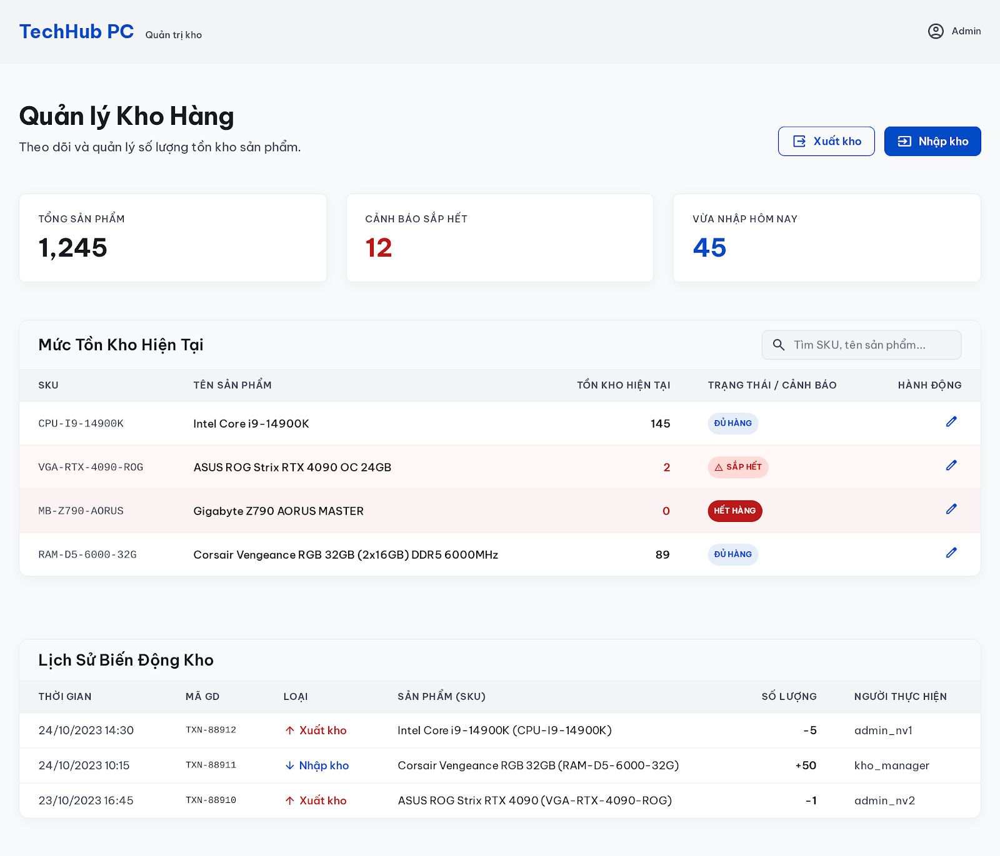 TechHub PC Quản trị kho Admin
Quản lý Kho Hàng
Theo dõi và quản lý số lượng tồn kho sản phẩm.
Xuất kho Nhập kho
TỔNG SẢN PHẨM
1,245
CẢNH BÁO SẮP HẾT
12
VỪA NHẬP HÔM NAY
45
Mức Tồn Kho Hiện Tại Tìm SKU, tên sản phẩm...
SKU TÊN SẢN PHẨM TỒN KHO HIỆN TẠI TRẠNG THÁI / CẢNH BÁO HÀNH ĐỘNG
CPU-I9-14900K Intel Core i9-14900K 145 ĐỦ HÀNG
VGA-RTX-4090-ROG ASUS ROG Strix RTX 4090 OC 24GB 2 SẮP HẾT
MB-Z790-AORUS Gigabyte Z790 AORUS MASTER 0 HẾT HÀNG
RAM-D5-6000-32G Corsair Vengeance RGB 32GB (2x16GB) DDR5 6000MHz 89 ĐỦ HÀNG
Lịch Sử Biến Động Kho
THỜI GIAN MÃ GD LOẠI SẢN PHẨM (SKU) SỐ LƯỢNG NGƯỜI THỰC HIỆN
24/10/2023 14:30 TXN-88912 ↑ Xuất kho Intel Core i9-14900K (CPU-I9-14900K) -5 admin_nv1
24/10/2023 10:15 TXN-88911 ↓ Nhập kho Corsair Vengeance RGB 32GB (RAM-D5-6000-32G) +50 kho_manager
23/10/2023 16:45 TXN-88910 ↑ Xuất kho ASUS ROG Strix RTX 4090 (VGA-RTX-4090-ROG) -1 admin_nv2